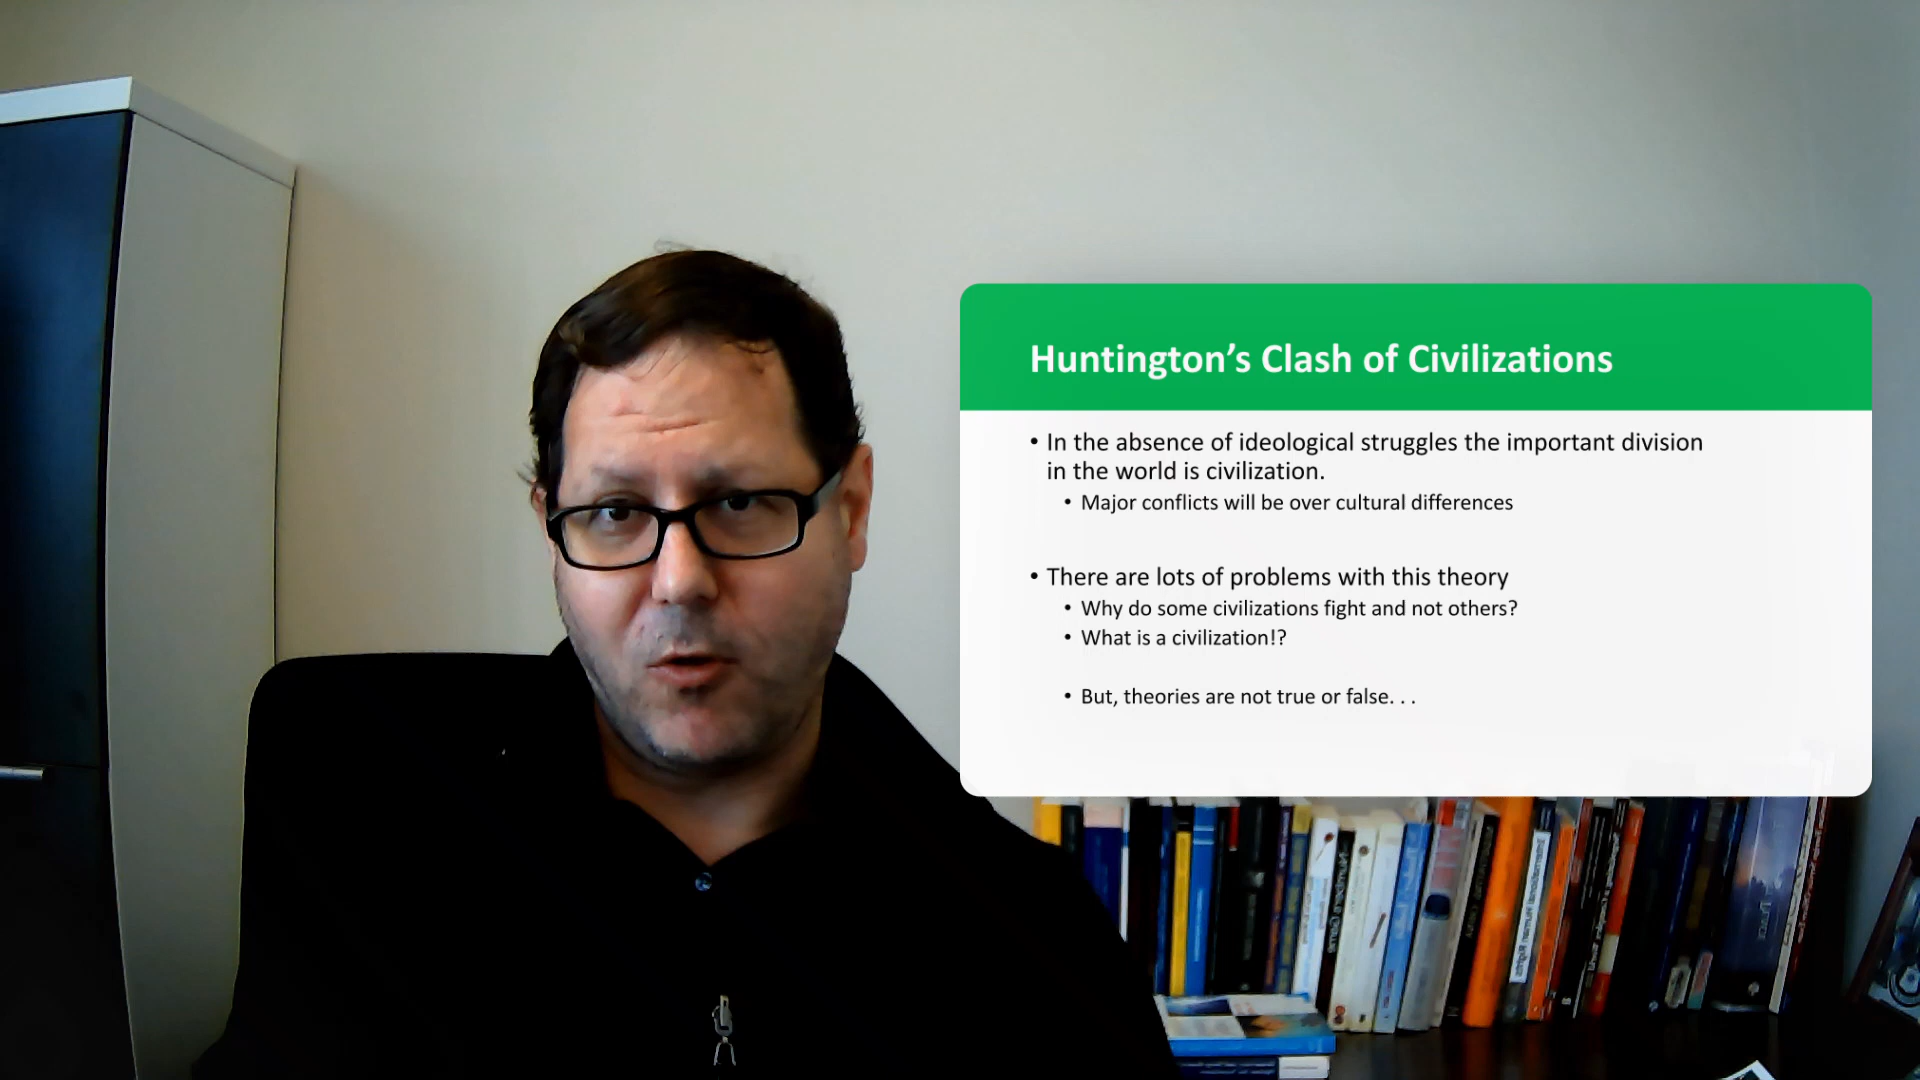 Huntington’s Clash of Civilizations
• In the absence of ideological struggles the important division
in the world is civilization.
• Major conflicts will be over cultural differences
• There are lots of problems with this theory
• Why do some civilizations fight and not others?
• What is a civilization!?
• But, theories are not true or false. . .